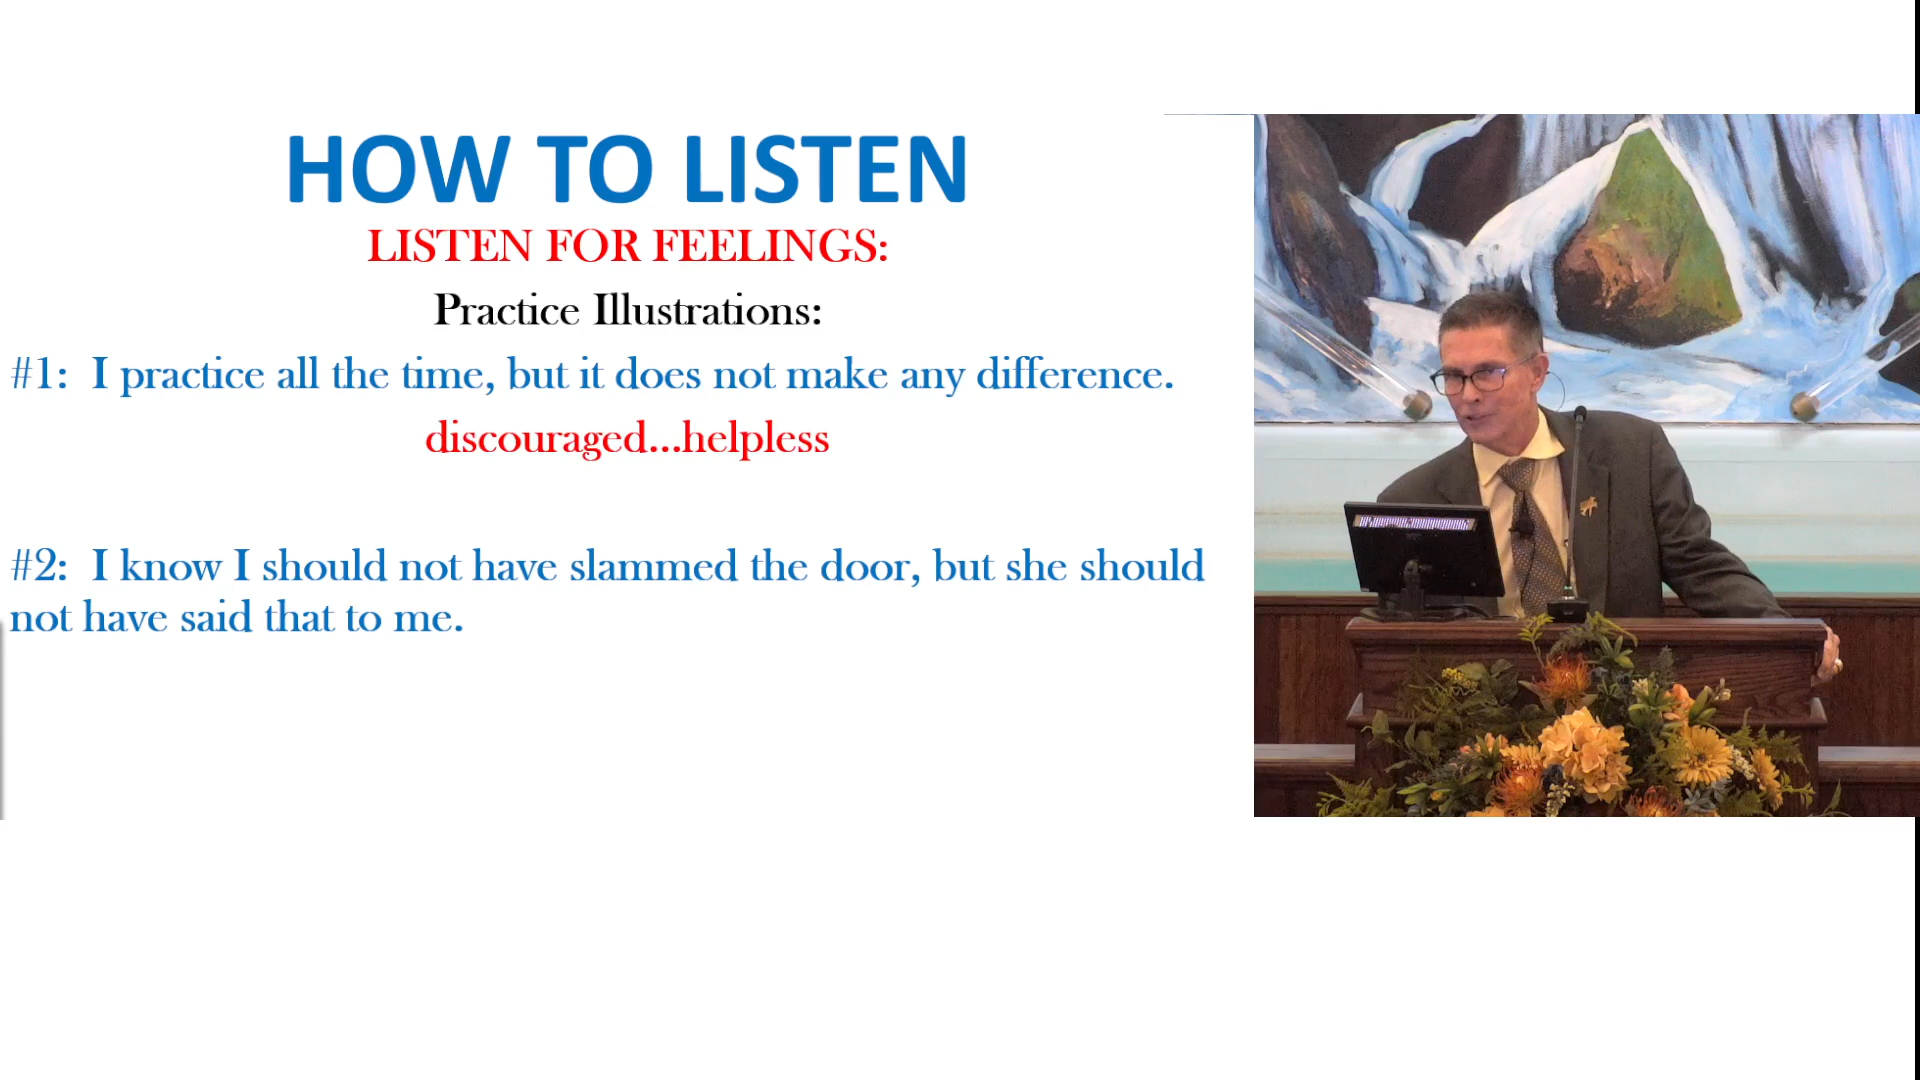 HOW TO LISTEN
LISTEN FOR FEELINGS:
Practice Illustrations:
#1: I practice all the time, but it does not make any difference.
discouraged...helpless
#2: I know I should not have slammed the door, but she should
not have said that to me.